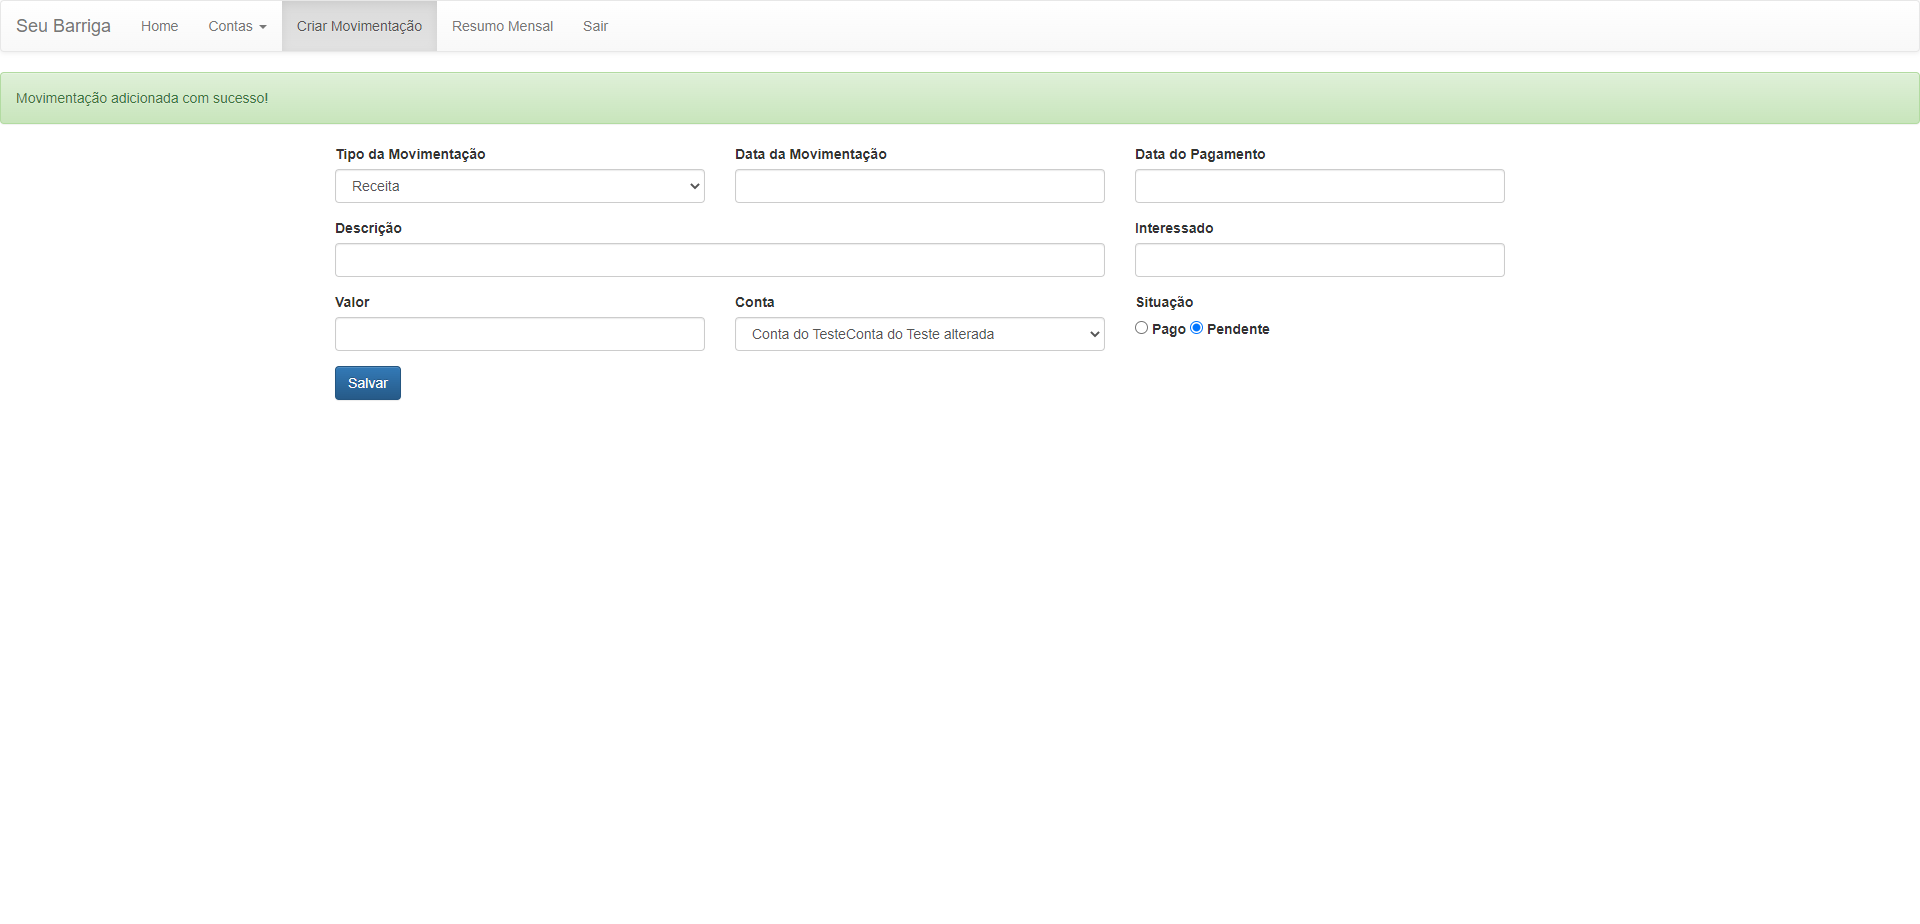 Seu Barriga Home Contas Criar Movimentação Resumo Mensal Sair
Movimentação adicionada com sucesso!
Tipo da Movimentação Data da Movimentação Data do Pagamento
Receita
Descrição Interessado
Valor Conta Situação
Conta do TesteConta do Teste alterada Pago Pendente
Salvar